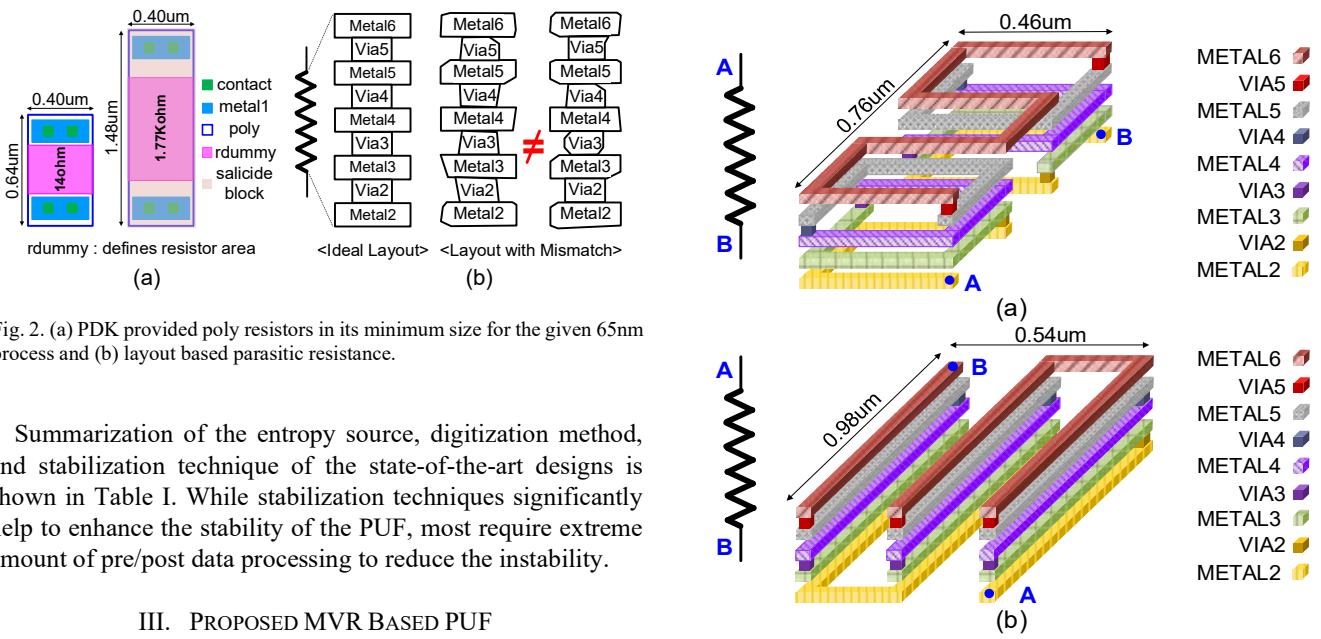 0.40um
0.40um
0.64um
14ohm
1.48um
1.77Kohm
contact
metal1
poly
rdummy
salicide
block
rdummy : defines resistor area
(a)
Metal6
Via5
Metal5
Via4
Metal4
Via3
Metal3
Via2
Metal2
Metal6
Via5
Metal5
Via4
Metal4
Via3
Metal3
Via2
Metal2
≠
Metal6
Via5
Metal5
Via4
Metal4
Via3
Metal3
Via2
Metal2
<Ideal Layout>
<Layout with Mismatch>
(b)
ig. 2. (a) PDK provided poly resistors in its minimum size for the given 65nm
rocess and (b) layout based parasitic resistance.
Summarization of the entropy source, digitization method,
nd stabilization technique of the state-of-the-art designs is
hown in Table I. While stabilization techniques significantly
elp to enhance the stability of the PUF, most require extreme
mount of pre/post data processing to reduce the instability.
III. PROPOSED MVR BASED PUF
A
B
0.46um
0.76um
B
A
METAL6
VIA5
METAL5
VIA4
METAL4
VIA3
METAL3
VIA2
METAL2
(a)
A
B
0.54um
0.98um
B
A
METAL6
VIA5
METAL5
VIA4
METAL4
VIA3
METAL3
VIA2
METAL2
(b)